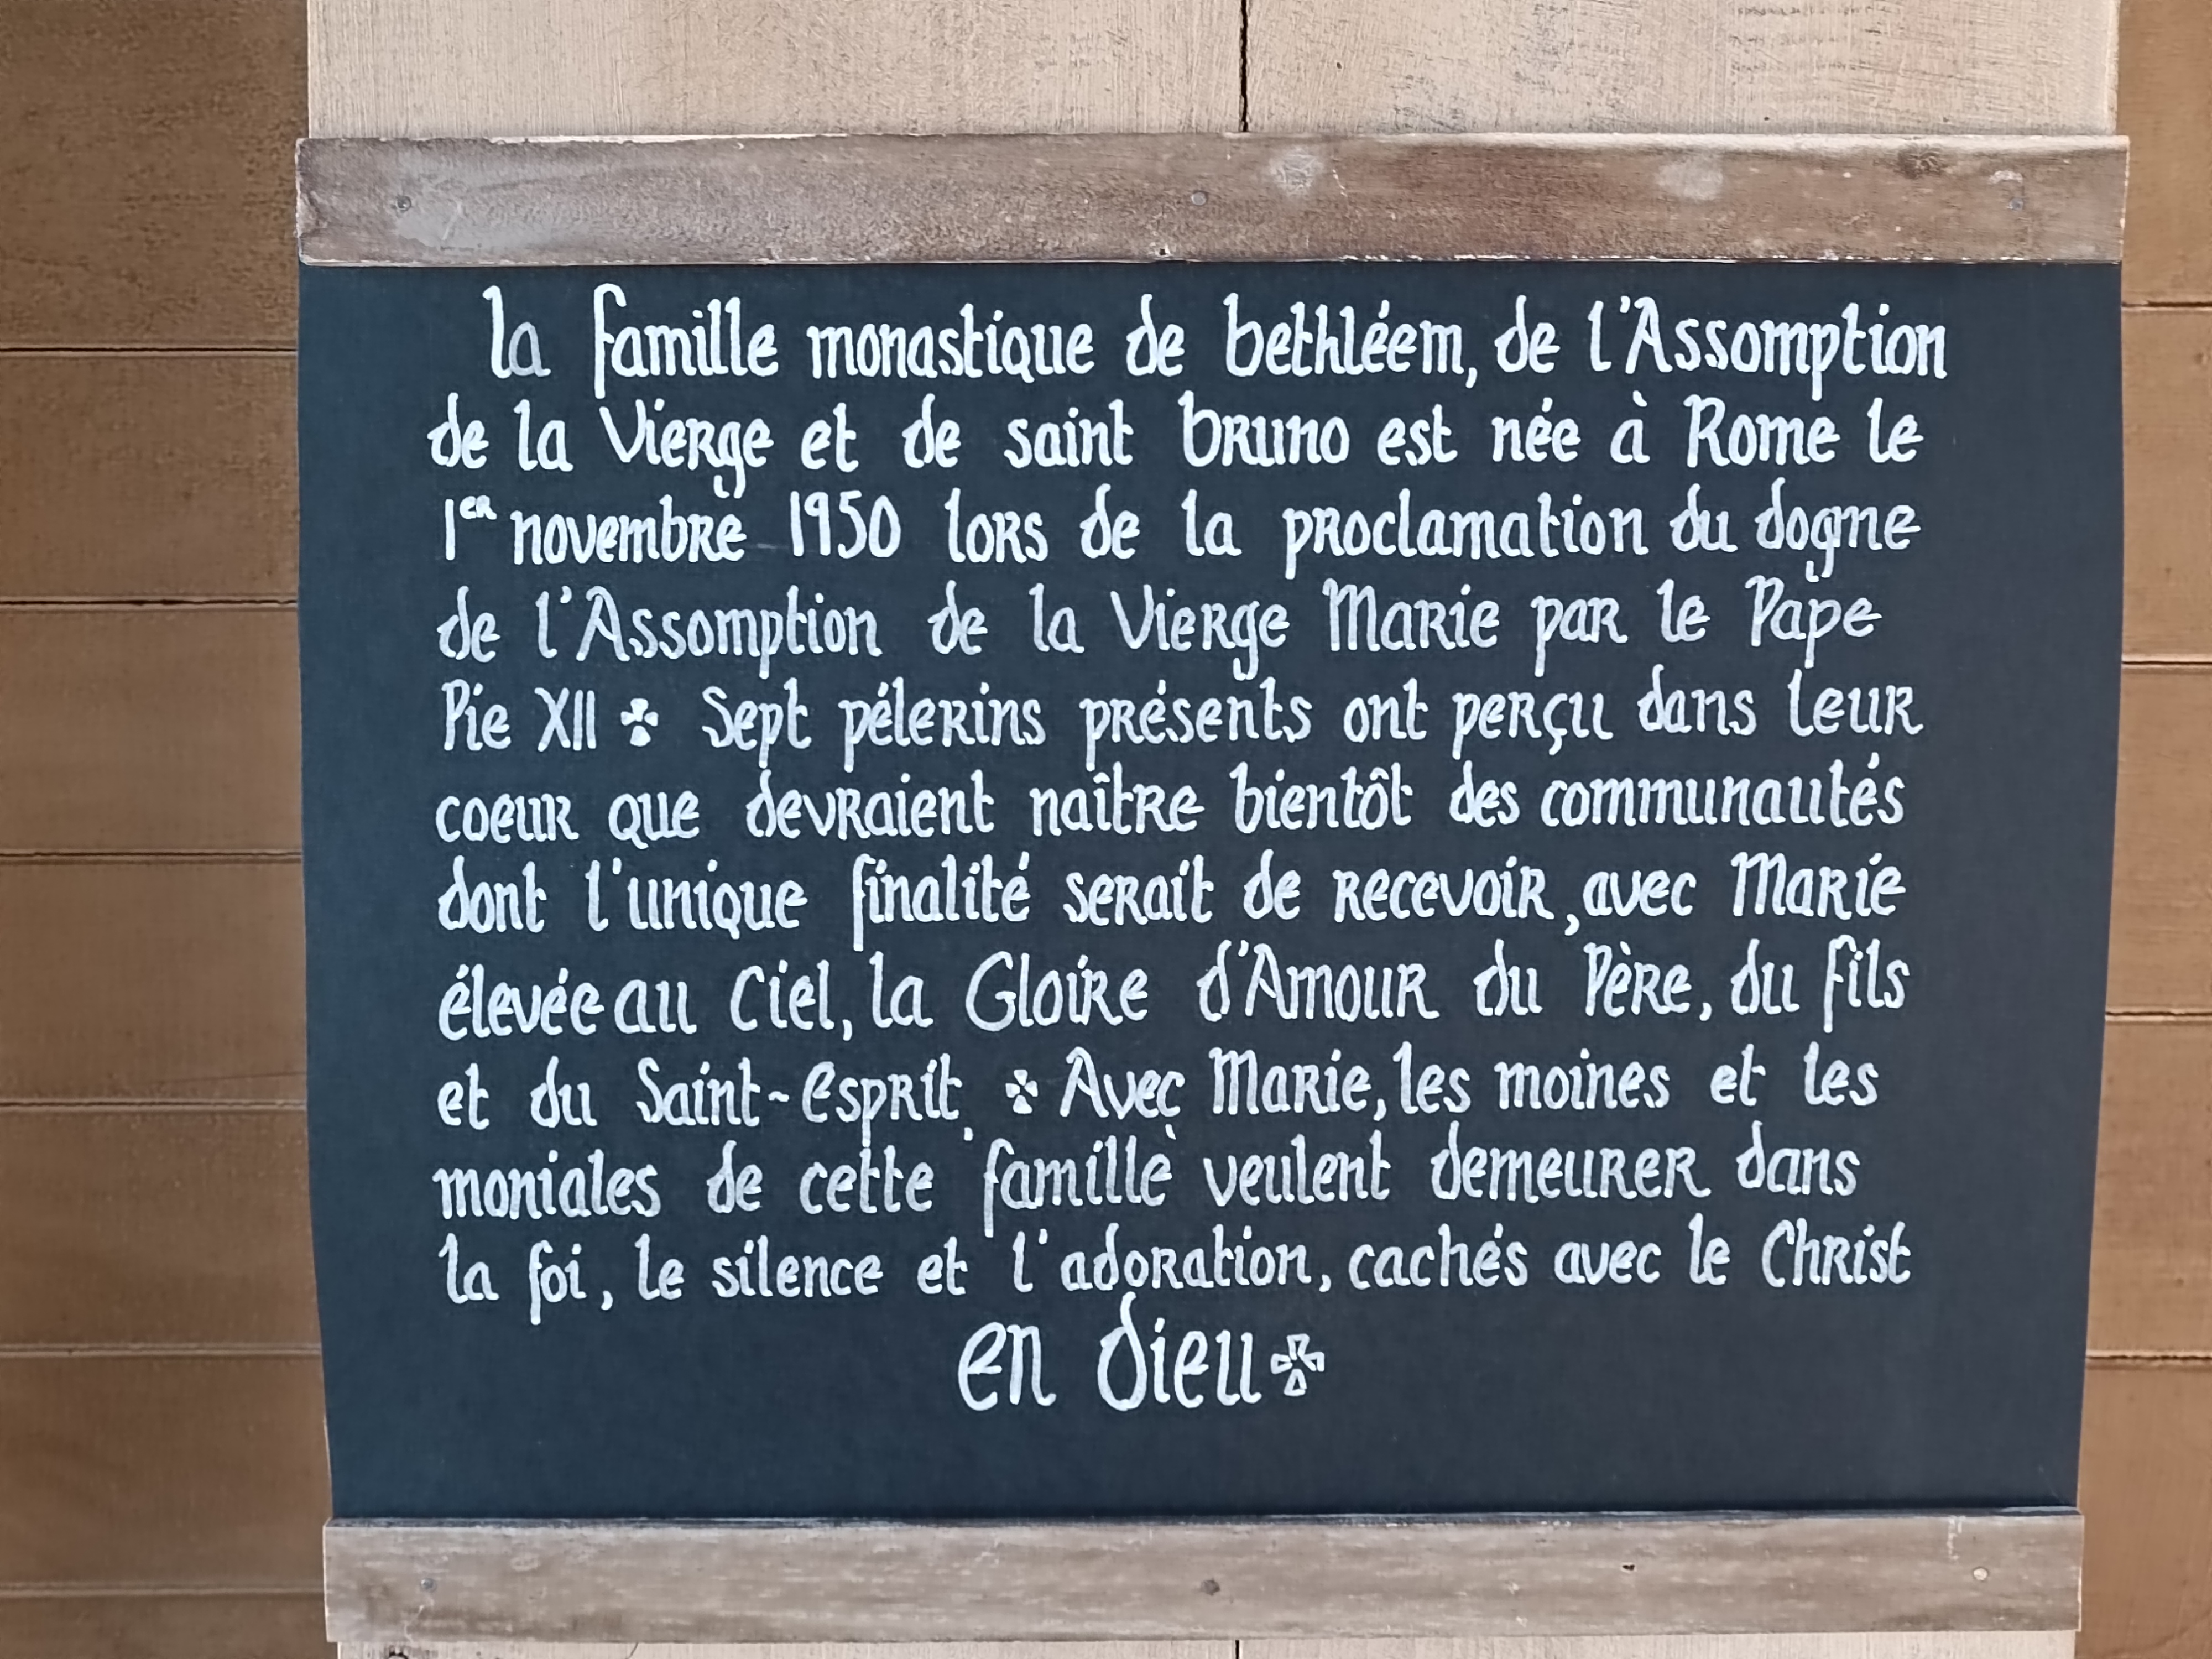 la famille monastique de bethléem, de l'Assomption
de la Vierge et de saint bruno est née à Rome le
1er novembre 1950 lors de la proclamation du dogme
de l'Assomption de la Vierge Marie par le Pape
Pie XII ✤ Sept pélerins présents ont perçu dans leur
coeur que devraient naître bientôt des communautés
dont l'unique finalité serait de recevoir, avec Marie
élevée au Ciel, la Gloire d'Amour du Père, du fils
et du Saint-esprit. ✤ Avec Marie, les moines et les
moniales de cette famille veulent demeurer dans
la foi, le silence et l'adoration, cachés avec le Christ
en dieu ✤